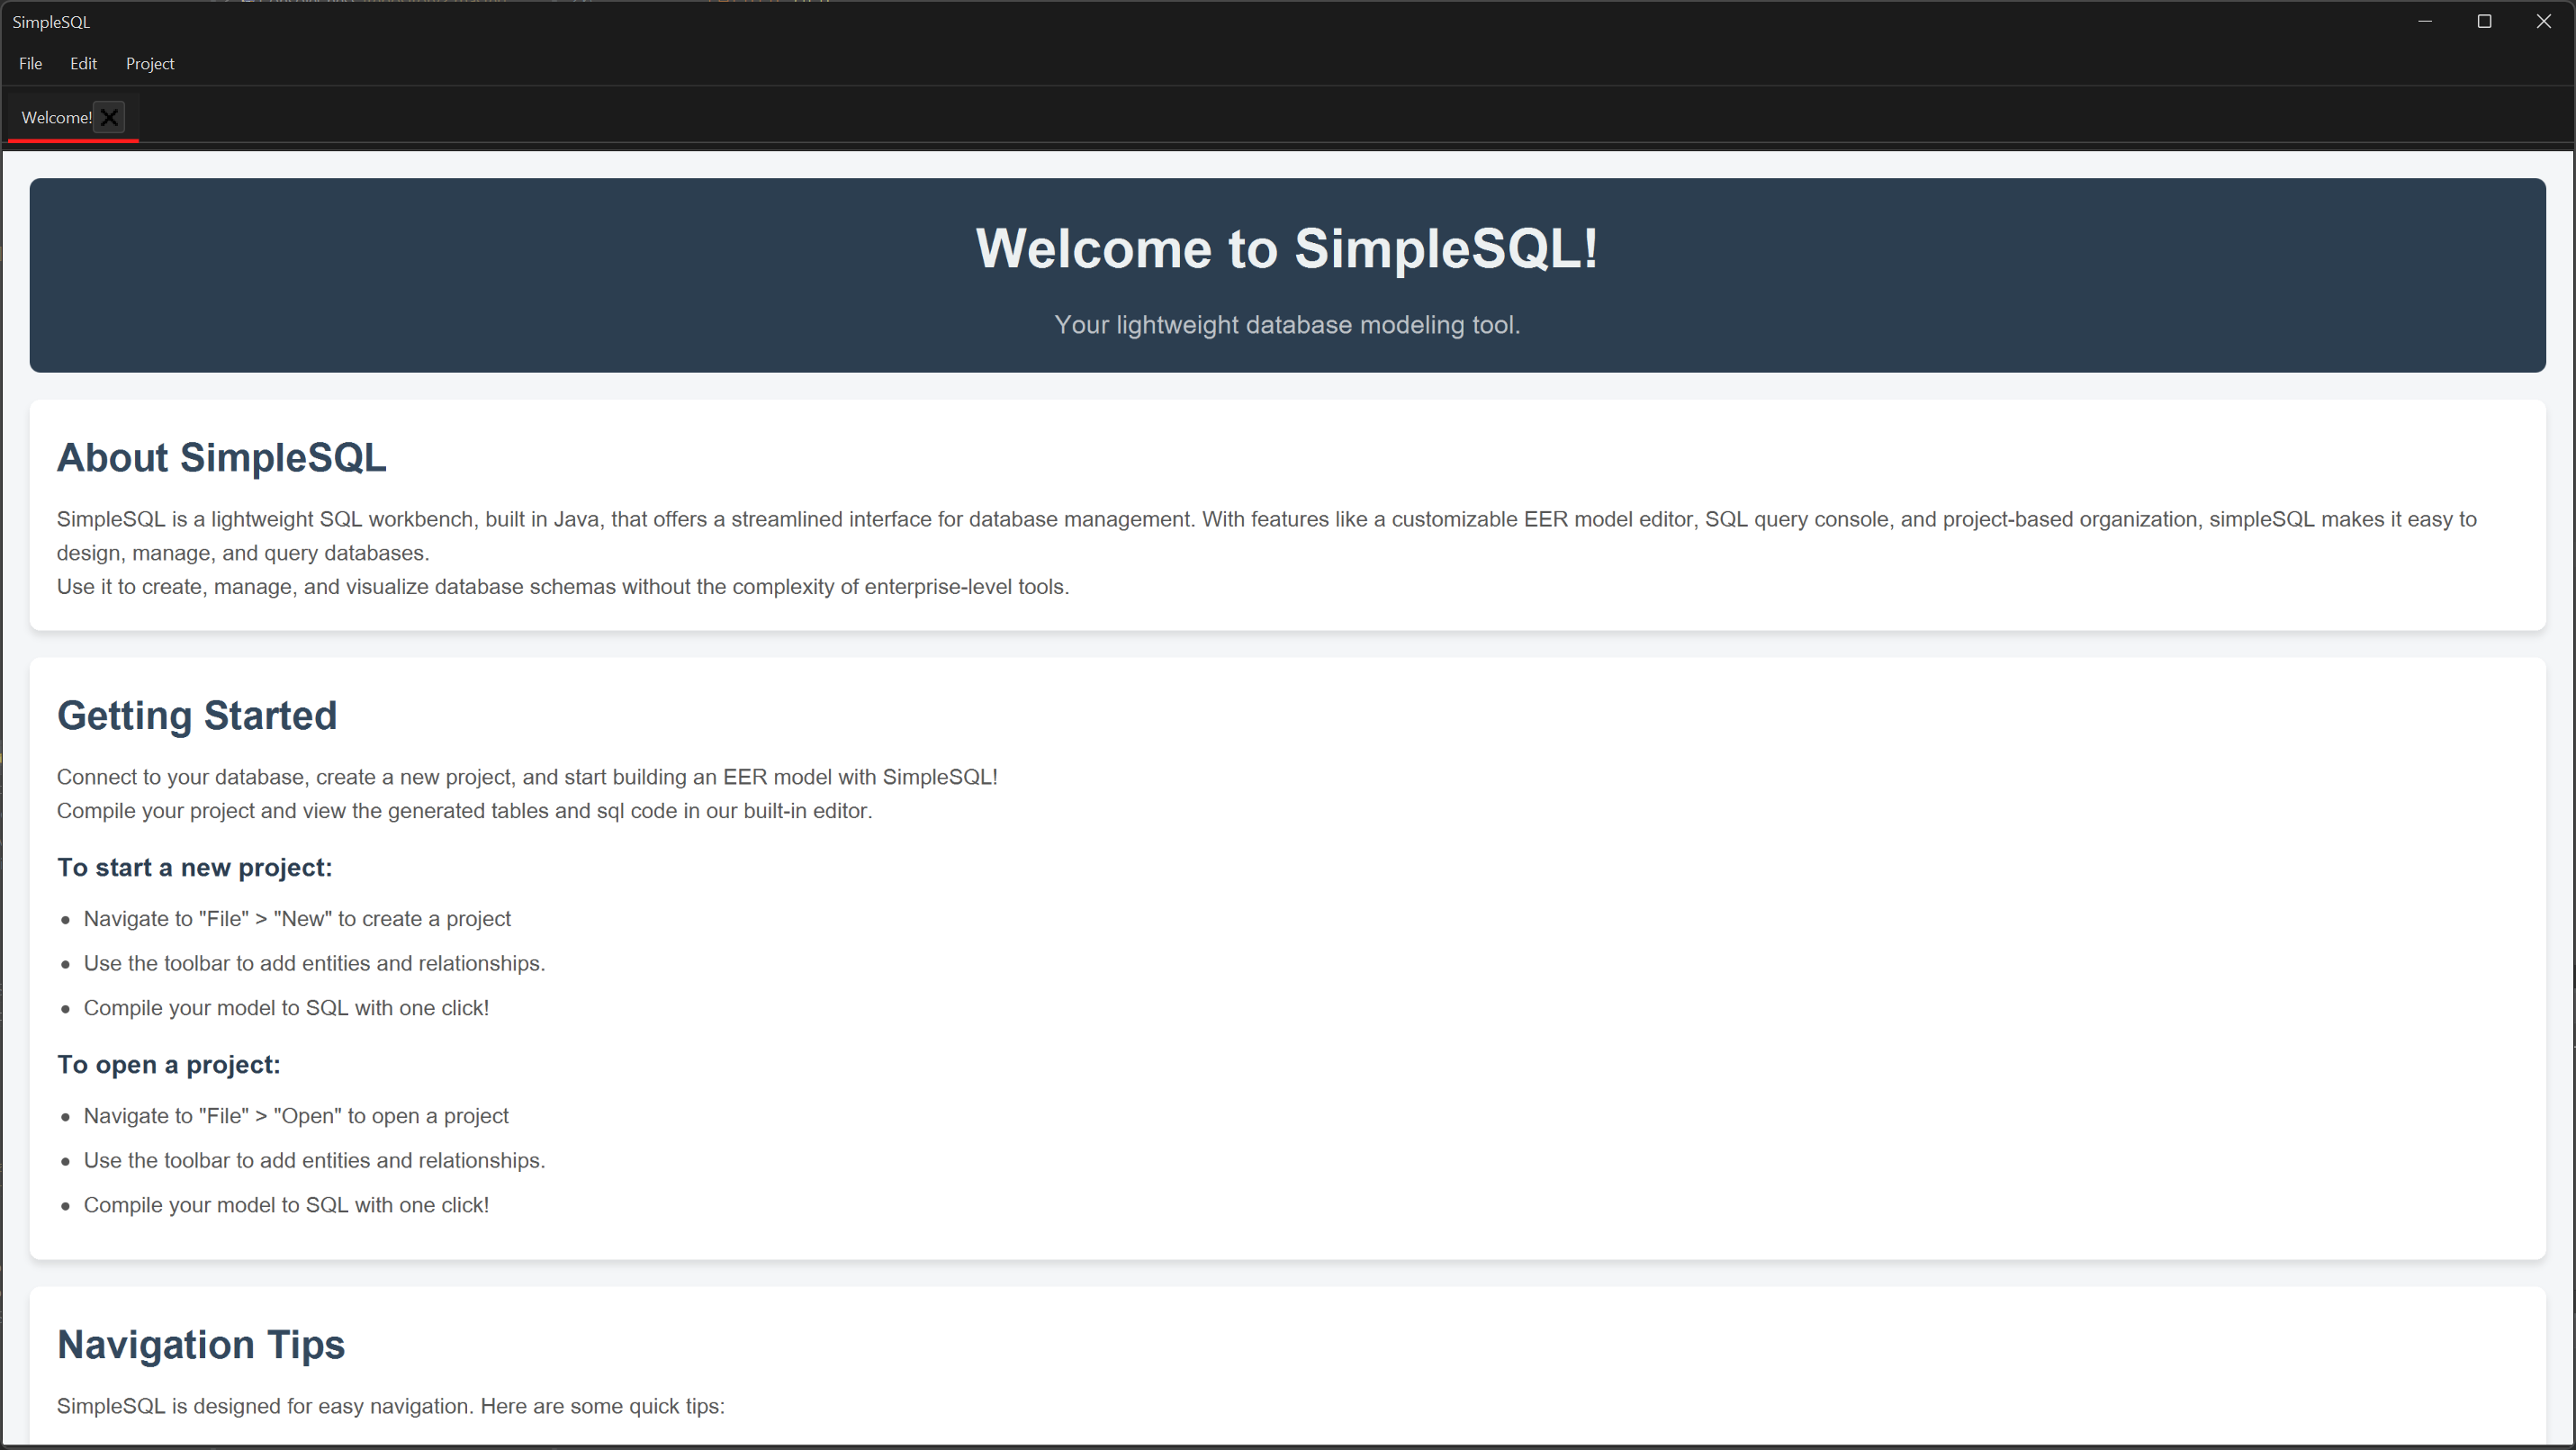 SimpleSQL
File Edit Project
Welcome!
Welcome to SimpleSQL!
Your lightweight database modeling tool.
About SimpleSQL
SimpleSQL is a lightweight SQL workbench, built in Java, that offers a streamlined interface for database management. With features like a customizable EER model editor, SQL query console, and project-based organization, simpleSQL makes it easy to
design, manage, and query databases.
Use it to create, manage, and visualize database schemas without the complexity of enterprise-level tools.
Getting Started
Connect to your database, create a new project, and start building an EER model with SimpleSQL!
Compile your project and view the generated tables and sql code in our built-in editor.
To start a new project:
• Navigate to "File" > "New" to create a project
• Use the toolbar to add entities and relationships.
• Compile your model to SQL with one click!
To open a project:
• Navigate to "File" > "Open" to open a project
• Use the toolbar to add entities and relationships.
• Compile your model to SQL with one click!
Navigation Tips
SimpleSQL is designed for easy navigation. Here are some quick tips: